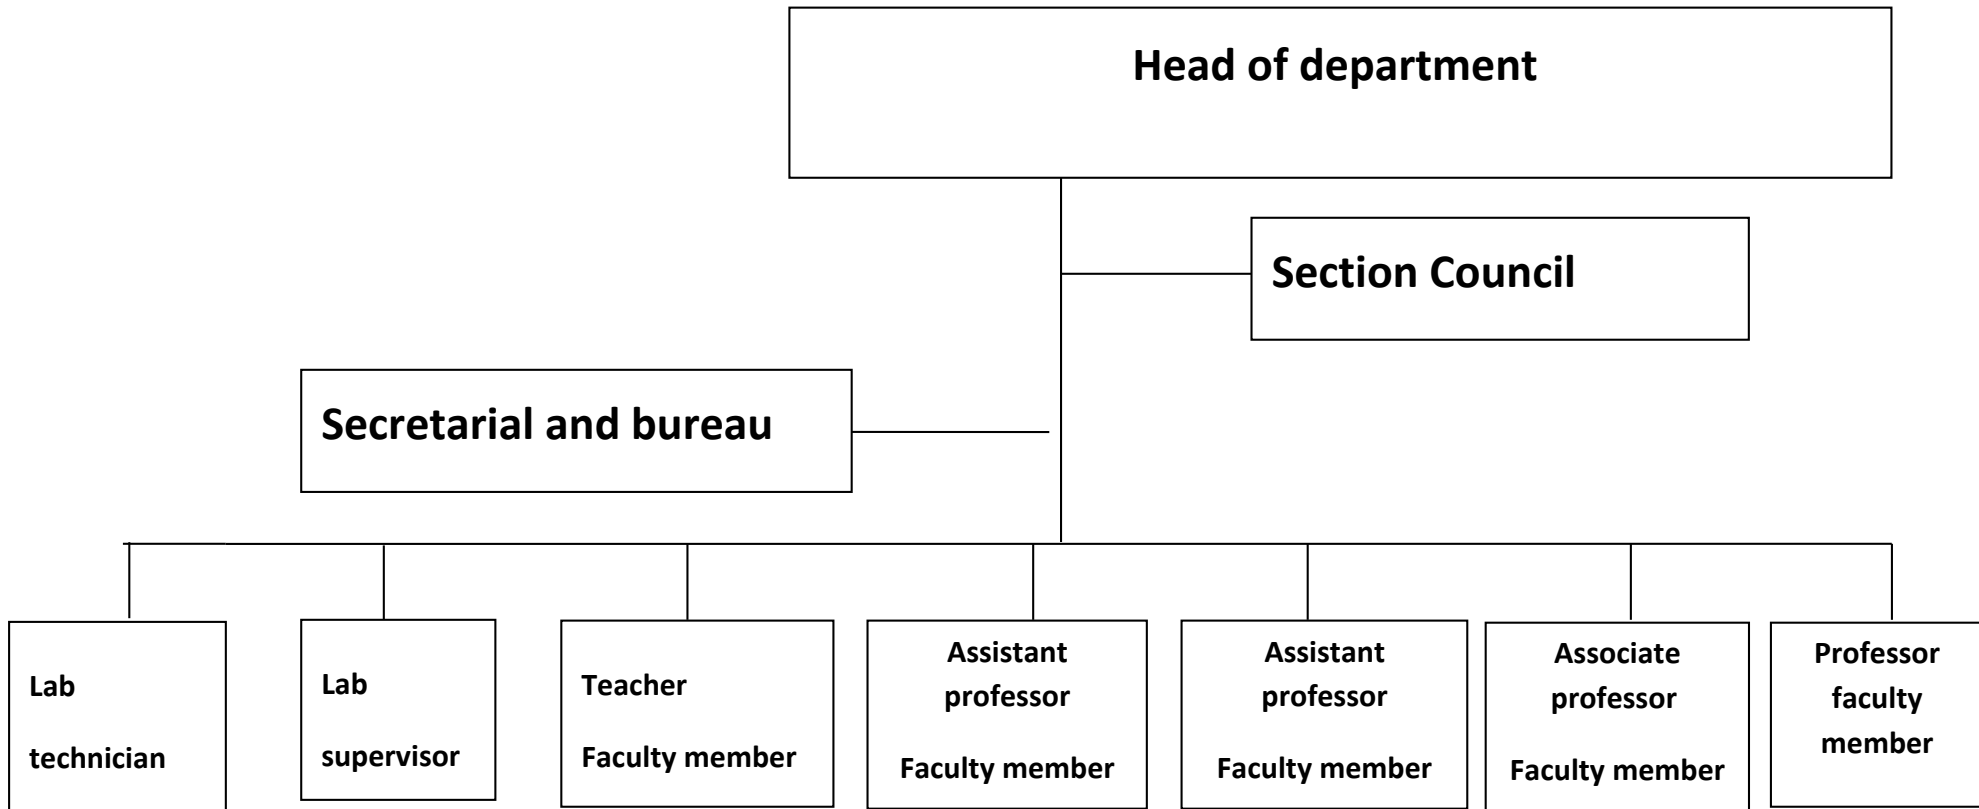 Head of department
Section Council
Secretarial and bureau
Lab
technician
Lab
supervisor
Teacher
Faculty member
Assistant
professor
Faculty member
Assistant
professor
Faculty member
Associate
professor
Faculty member
Professor
faculty
member